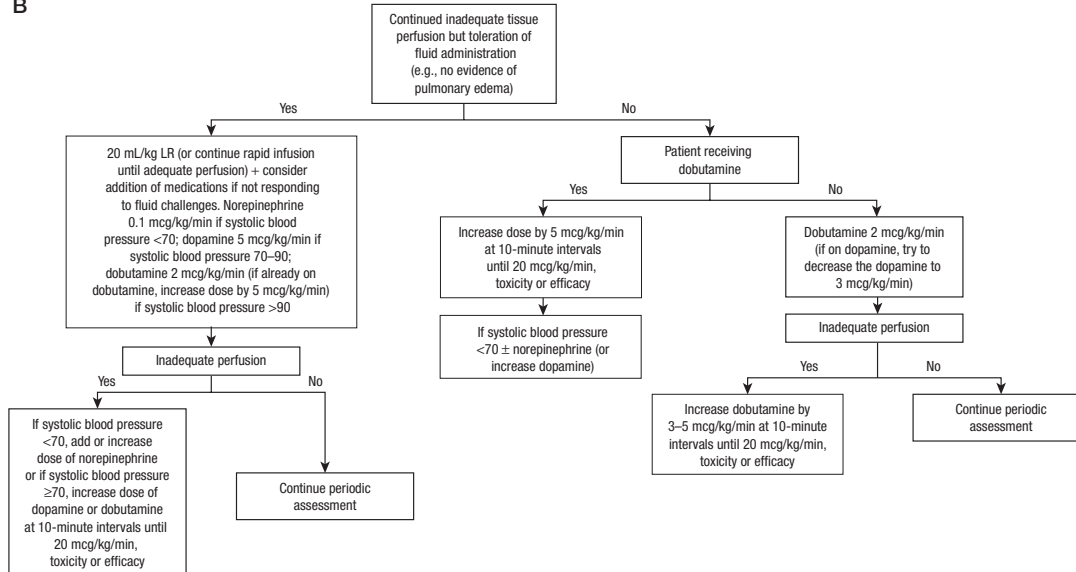 B
Continued inadequate tissue
perfusion but toleration of
fluid administration
(e.g., no evidence of
pulmonary edema)
Yes
No
20 mL/kg LR (or continue rapid infusion
until adequate perfusion) + consider
addition of medications if not responding
to fluid challenges. Norepinephrine
0.1 mcg/kg/min if systolic blood
pressure <70; dopamine 5 mcg/kg/min if
systolic blood pressure 70–90;
dobutamine 2 mcg/kg/min (if already on
dobutamine, increase dose by 5 mcg/kg/min)
if systolic blood pressure >90
Patient receiving
dobutamine
Yes
No
Increase dose by 5 mcg/kg/min
at 10-minute intervals
until 20 mcg/kg/min,
toxicity or efficacy
Dobutamine 2 mcg/kg/min
(if on dopamine, try to
decrease the dopamine to
3 mcg/kg/min)
If systolic blood pressure
<70 ± norepinephrine (or
increase dopamine)
Inadequate perfusion
Inadequate perfusion
Yes
No
Yes
No
If systolic blood pressure
<70, add or increase
dose of norepinephrine
or if systolic blood pressure
≥70, increase dose of
dopamine or dobutamine
at 10-minute intervals until
20 mcg/kg/min,
toxicity or efficacy
Continue periodic
assessment
Increase dobutamine by
3–5 mcg/kg/min at 10-minute
intervals until 20 mcg/kg/min,
toxicity or efficacy
Continue periodic
assessment